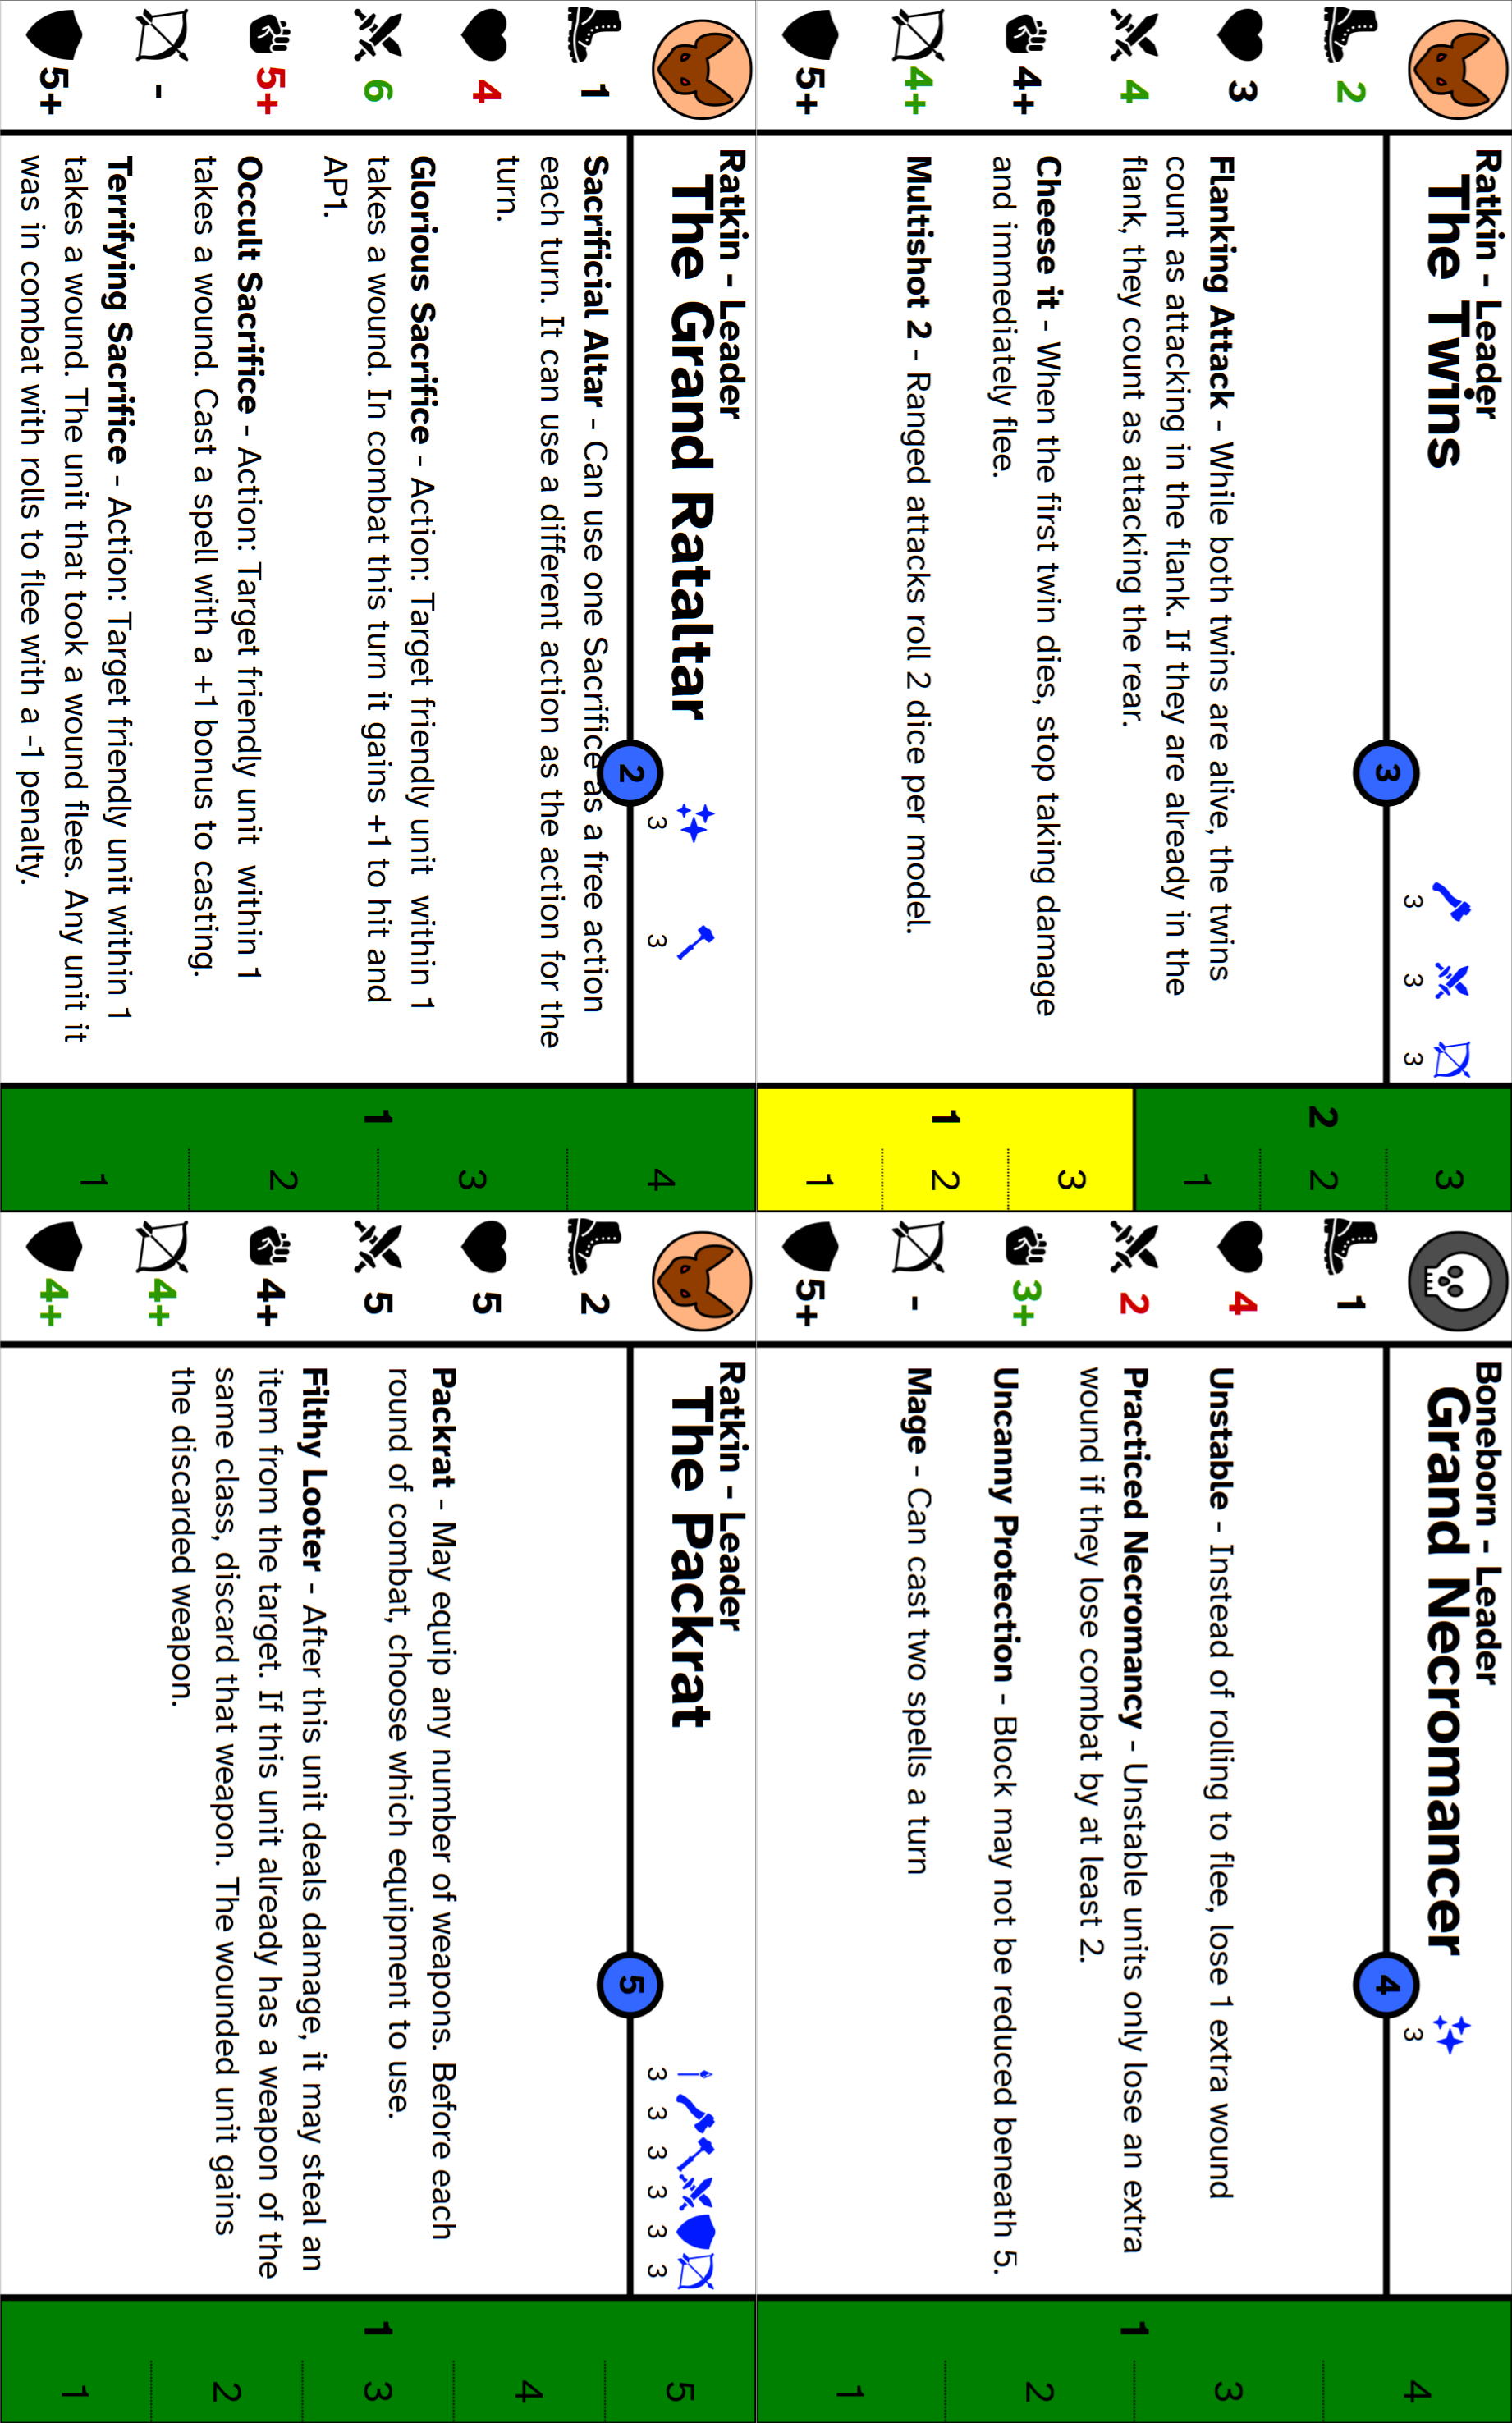 Ratkin - Leader
The Twins
3
3 3 3
2
3
4
4+
4+
5+
Flanking Attack - While both twins are alive, the twins
count as attacking in the flank. If they are already in the
flank, they count as attacking the rear.
Cheese it - When the first twin dies, stop taking damage
and immediately flee.
Multishot 2 - Ranged attacks roll 2 dice per model.
2
3
2
1
1
3
2
1
Boneborn - Leader
Grand Necromancer
4
3
1
4
2
3+
-
5+
Unstable - Instead of rolling to flee, lose 1 extra wound
Practiced Necromancy - Unstable units only lose an extra
wound if they lose combat by at least 2.
Uncanny Protection - Block may not be reduced beneath 5.
Mage - Can cast two spells a turn
1
4
3
2
1
Ratkin - Leader
The Grand Rataltar
2
3 3
1
4
6
5+
-
5+
Sacrificial Altar - Can use one Sacrifice as a free action
each turn. It can use a different action as the action for the
turn.
Glorious Sacrifice - Action: Target friendly unit  within 1
takes a wound. In combat this turn it gains +1 to hit and
AP1.
Occult Sacrifice - Action: Target friendly unit  within 1
takes a wound. Cast a spell with a +1 bonus to casting.
Terrifying Sacrifice - Action: Target friendly unit within 1
takes a wound. The unit that took a wound flees. Any unit it
was in combat with rolls to flee with a -1 penalty.
1
4
3
2
1
Ratkin - Leader
The Packrat
5
3 3 3 3 3 3
2
5
5
4+
4+
4+
Packrat - May equip any number of weapons. Before each
round of combat, choose which equipment to use.
Filthy Looter - After this unit deals damage, it may steal an
item from the target. If this unit already has a weapon of the
same class, discard that weapon. The wounded unit gains
the discarded weapon.
1
5
4
3
2
1